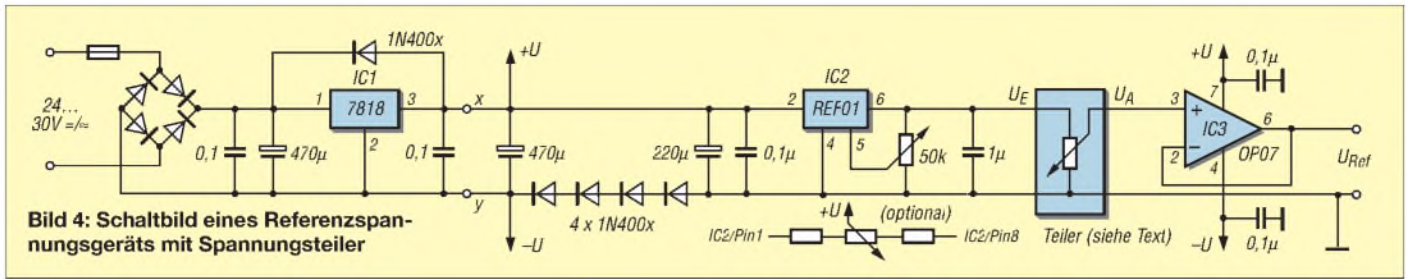 1N400x
+U
+U
0,1µ
IC1
IC2
24...
30V =/≈
1
7818
3
x
2
REF01
6
U_E
U_A
3
+
7
IC3
6
2
−
4
OP07
U_Ref
0,1
470µ
2
0,1
470µ
220µ
0,1µ
4
5
50k
1µ
y
4 x 1N400x
−U
+U
(optional)
IC2/Pin1
IC2/Pin8
Teiler (siehe Text)
−U
0,1µ
Bild 4: Schaltbild eines Referenzspan-
nungsgeräts mit Spannungsteiler